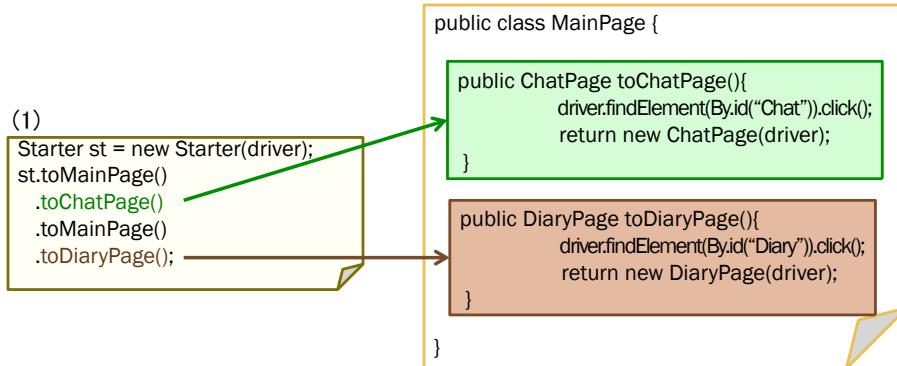 (1)
Starter st = new Starter(driver);
st.toMainPage()
.toChatPage()
.toMainPage()
.toDiaryPage();
public class MainPage {
public ChatPage toChatPage(){
driver.findElement(By.id(“Chat”)).click();
return new ChatPage(driver);
}
public DiaryPage toDiaryPage(){
driver.findElement(By.id(“Diary”)).click();
return new DiaryPage(driver);
}
}